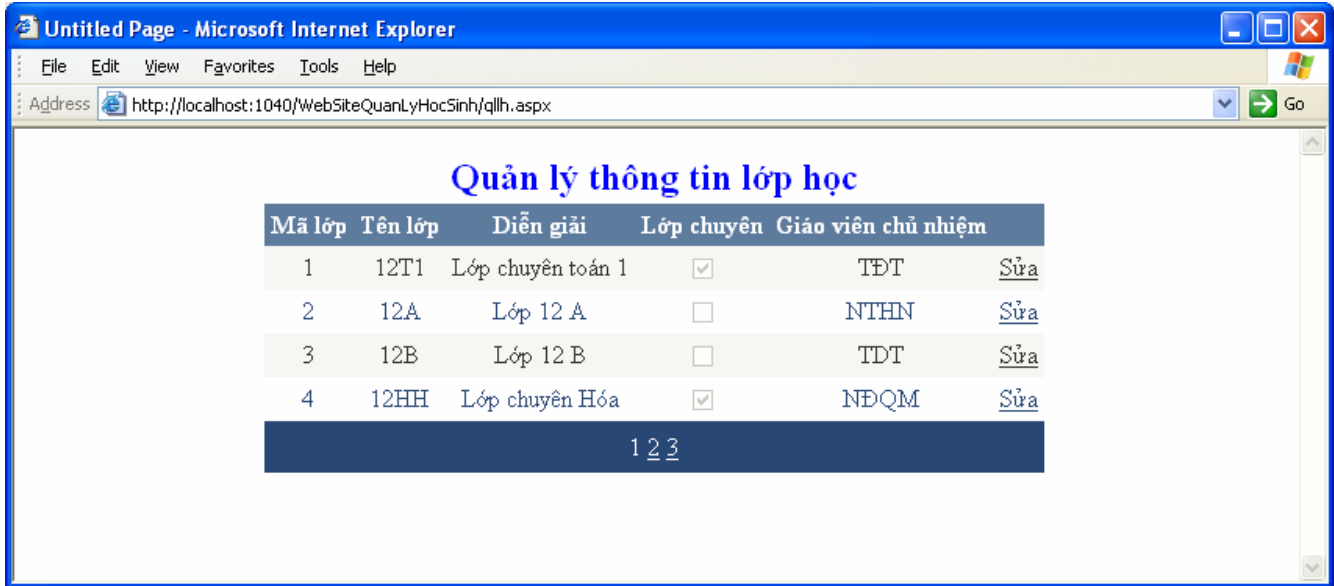 Untitled Page - Microsoft Internet Explorer
File Edit View Favorites Tools Help
Address http://localhost:1040/WebSiteQuanLyHocSinh/qllh.aspx Go
Quản lý thông tin lớp học
Mã lớp Tên lớp Diễn giải Lớp chuyên Giáo viên chủ nhiệm
1 12T1 Lớp chuyên toán 1 TĐT Sửa
2 12A Lớp 12 A NTHN Sửa
3 12B Lớp 12 B TDT Sửa
4 12HH Lớp chuyên Hóa NĐQM Sửa
1 2 3